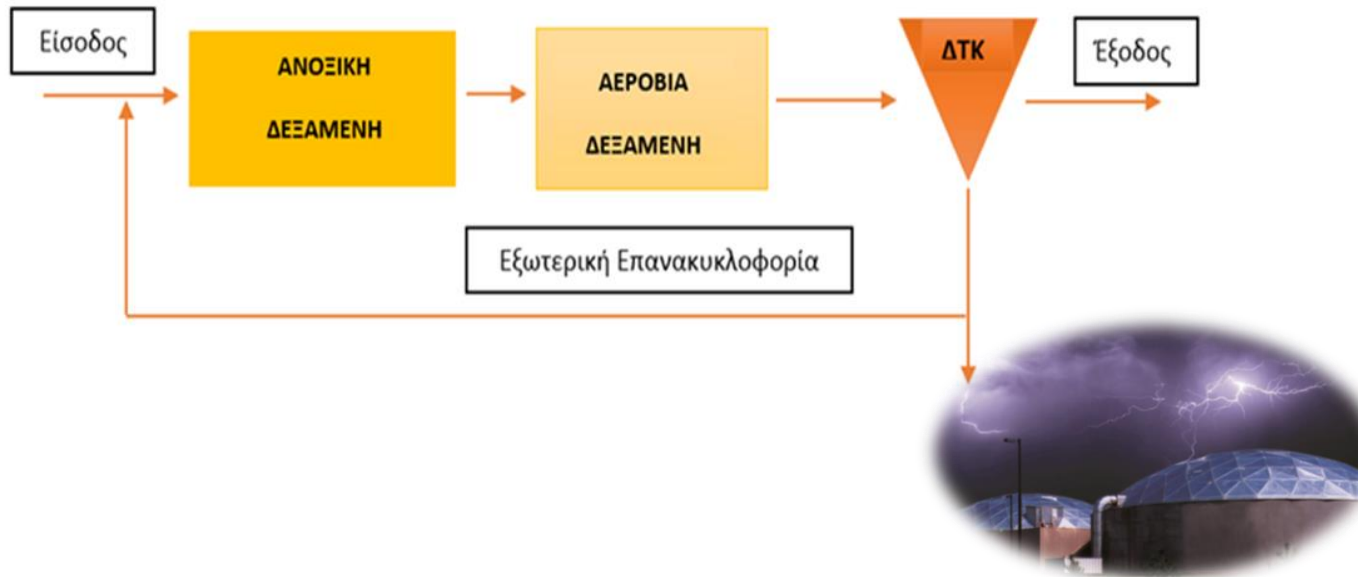 Είσοδος
ΑΝΟΞΙΚΗ
ΔΕΞΑΜΕΝΗ
ΑΕΡΟΒΙΑ
ΔΕΞΑΜΕΝΗ
ΔΤΚ
Έξοδος
Εξωτερική Επανακυκλοφορία